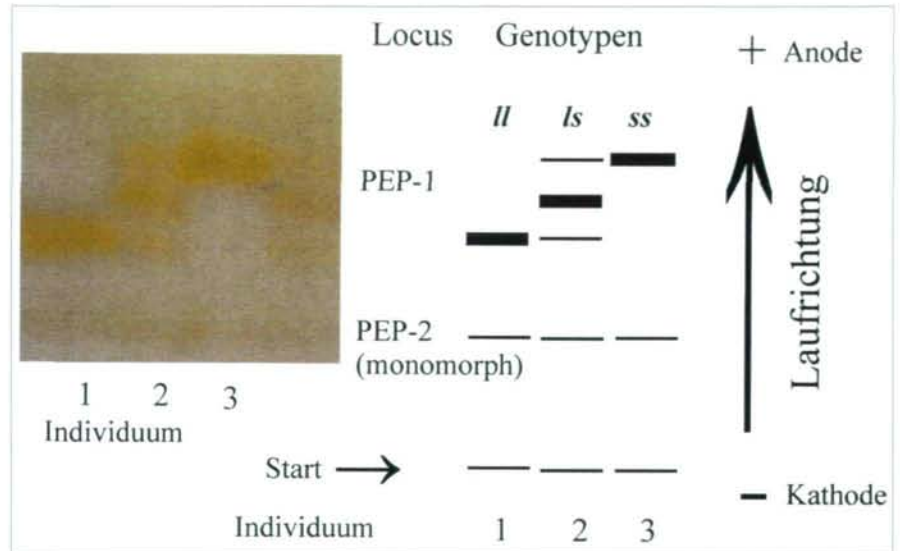 Locus Genotypen
+ Anode
ll ls ss
PEP-1
Laufrichtung
PEP-2
(monomorph)
1 2 3
Individuum
Start
- Kathode
Individuum 1 2 3